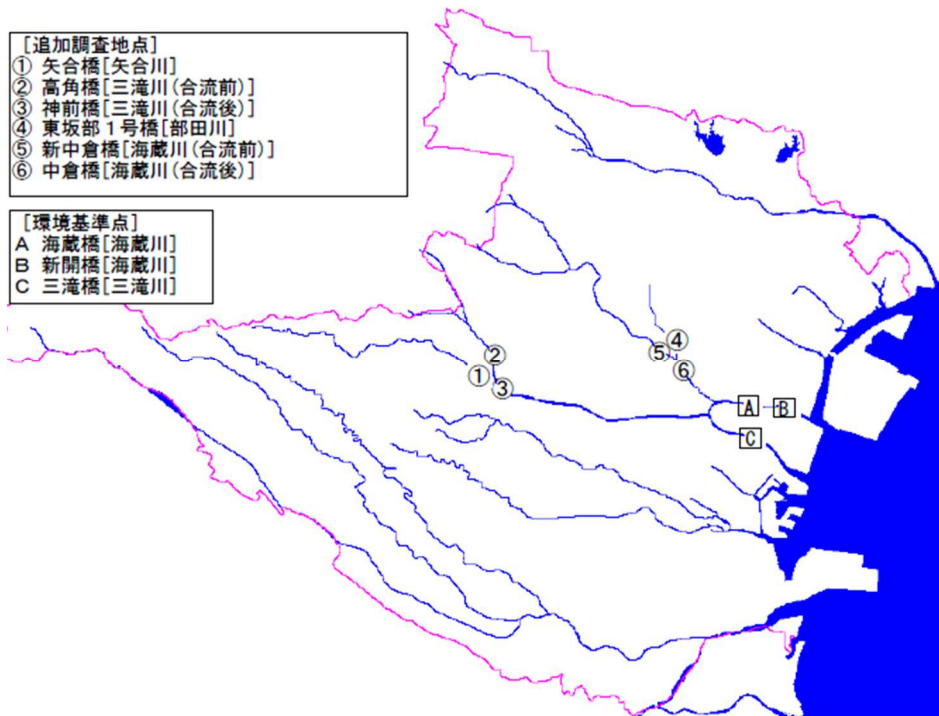 [追加調査地点]
① 矢合橋[矢合川]
② 高角橋[三滝川(合流前)]
③ 神前橋[三滝川(合流後)]
④ 東坂部１号橋[部田川]
⑤ 新中倉橋[海蔵川(合流前)]
⑥ 中倉橋[海蔵川(合流後)]
[環境基準点]
A 海蔵橋[海蔵川]
B 新開橋[海蔵川]
C 三滝橋[三滝川]
②
①
③
④
⑤
⑥
A
B
C